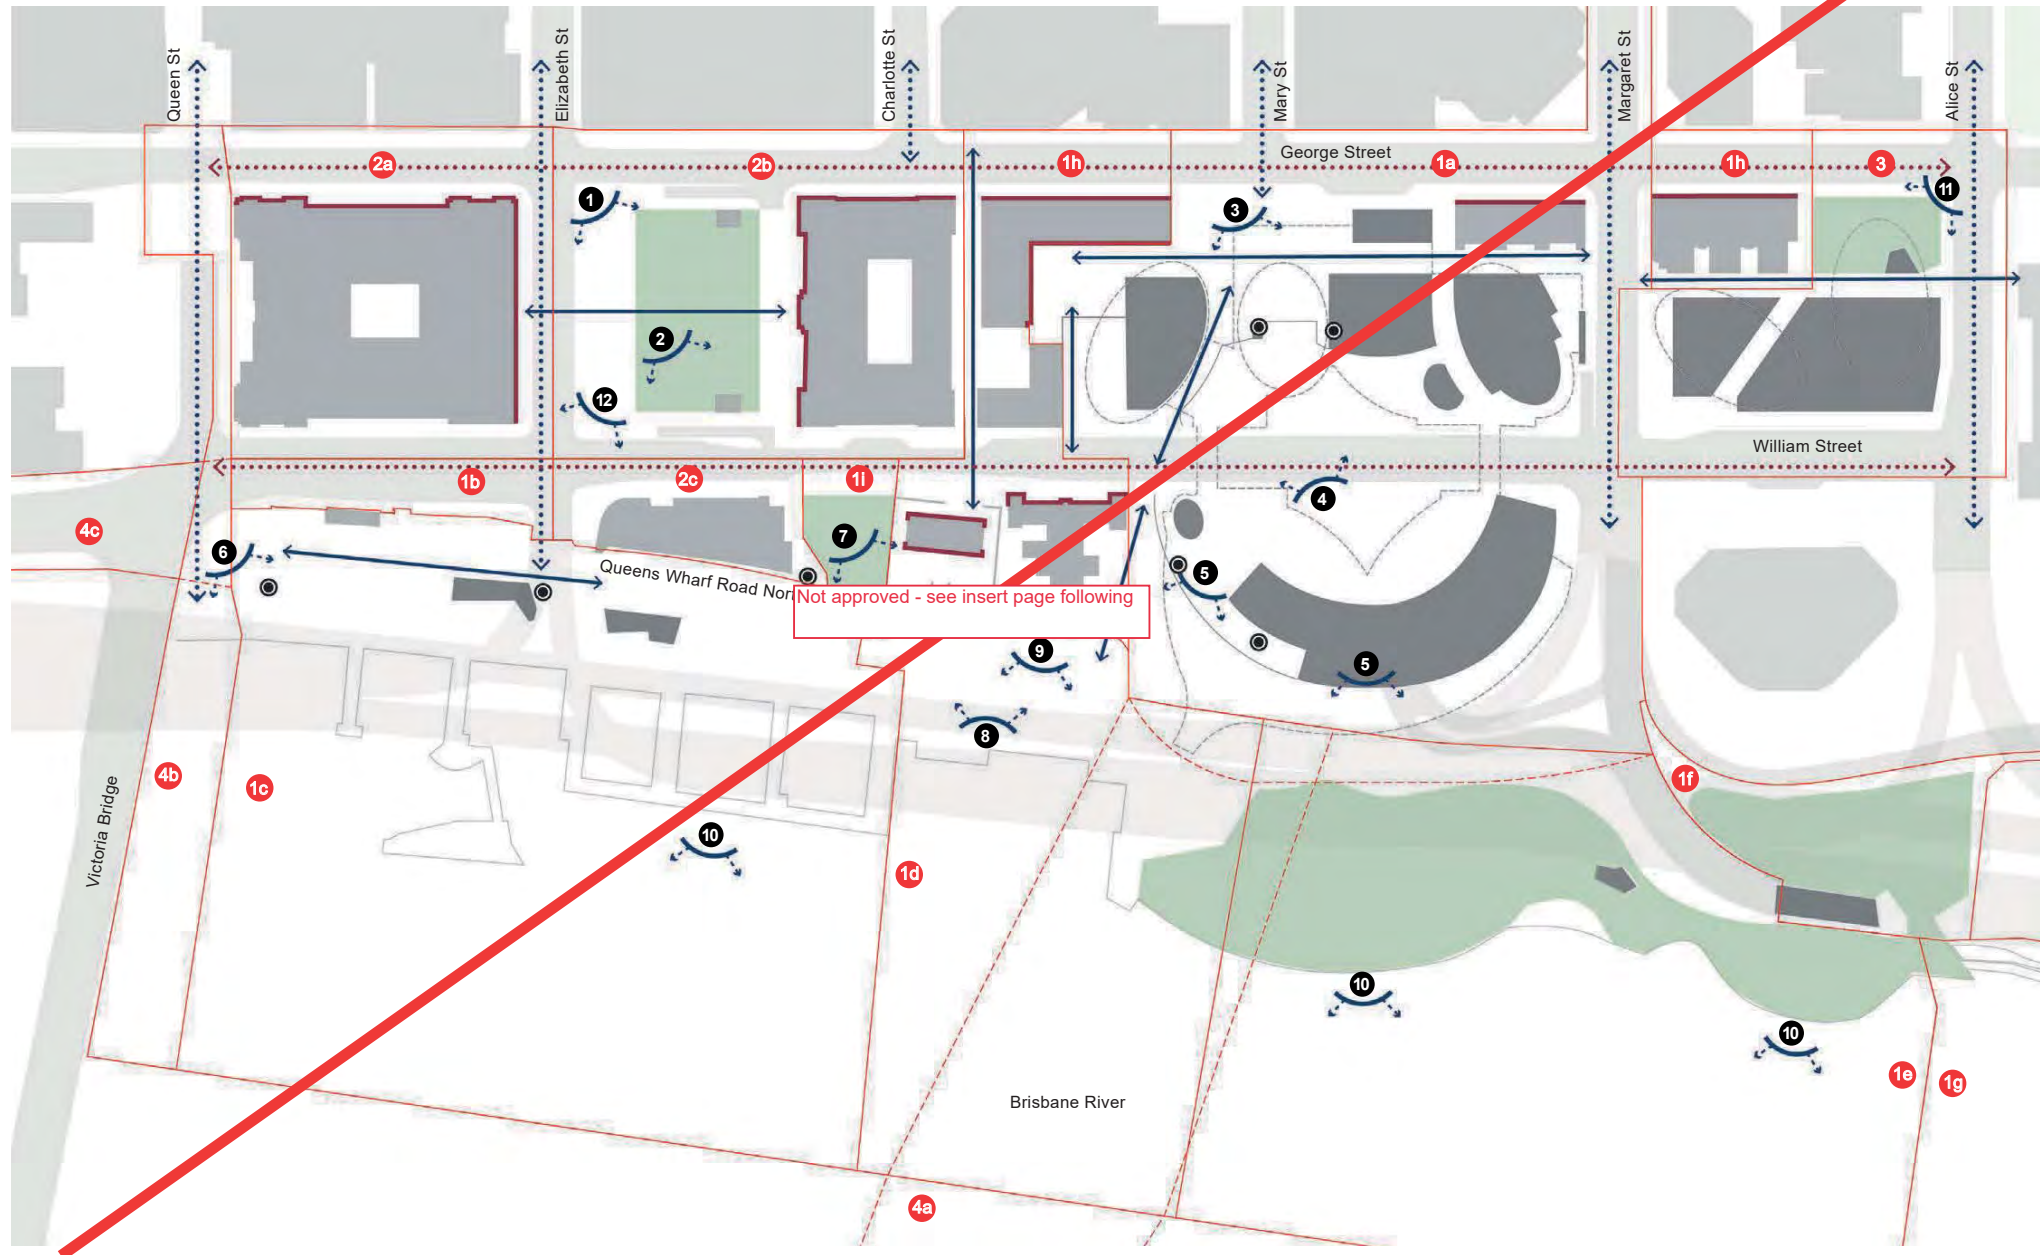 Queen St
Elizabeth St
Charlotte St
Mary St
Margaret St
Alice St
George Street
2a
2b
1h
1a
1h
3
1
2
3
11
12
William Street
1b
2c
1i
4c
4
6
7
5
Queens Wharf Road Nor
Not approved - see insert page following
9
5
8
4b
1c
1f
Victoria Bridge
10
1d
10
10
1e
1g
Brisbane River
4a